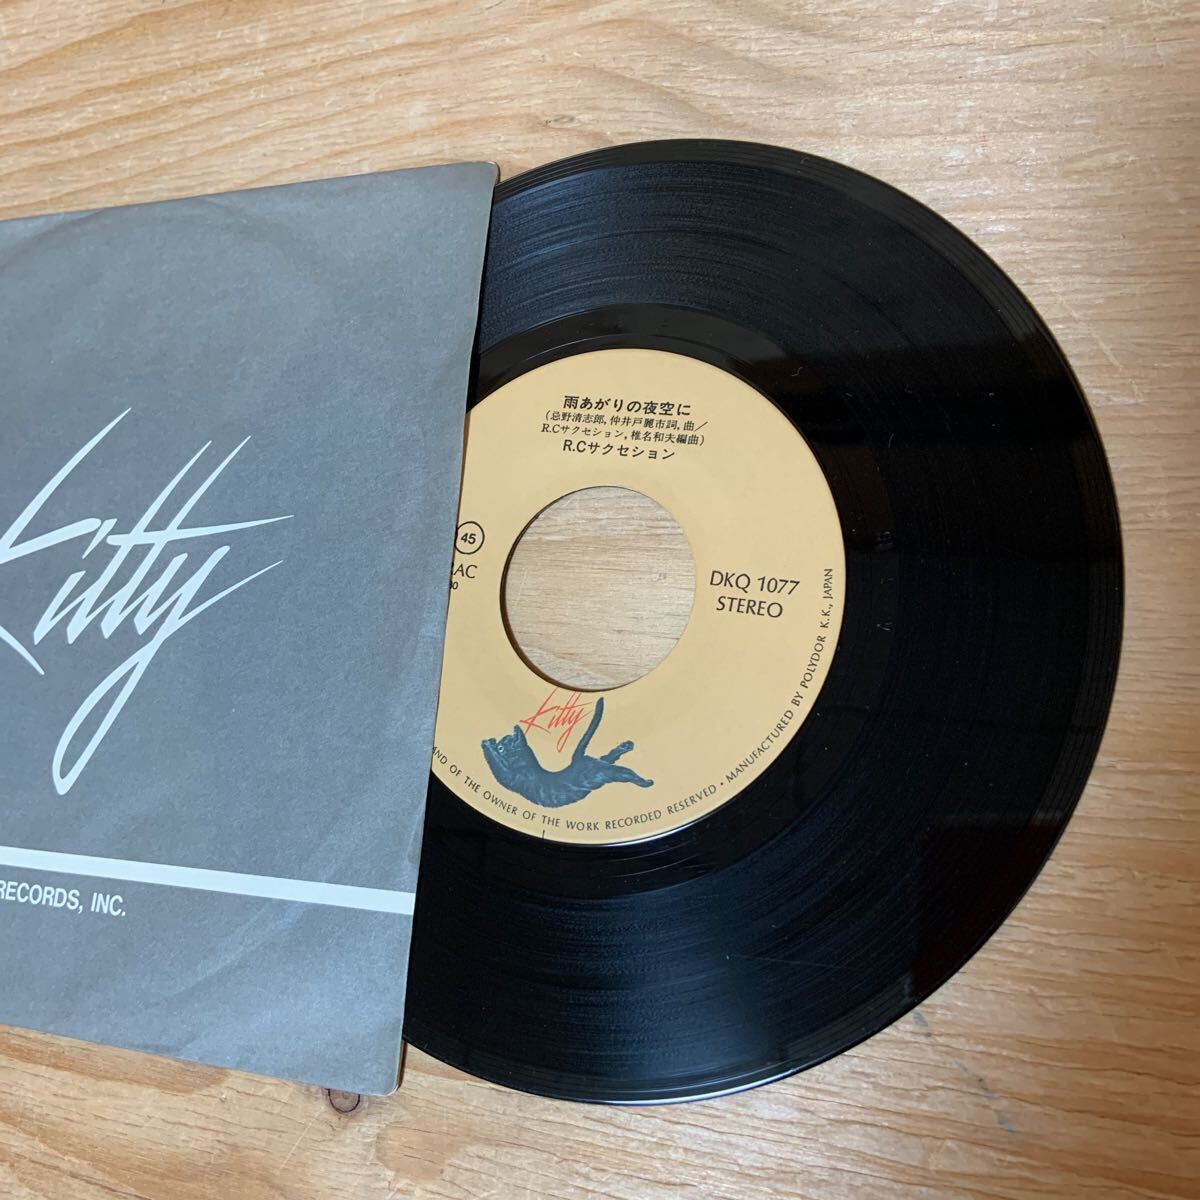 Kitty
RECORDS, INC.
雨あがりの夜空に
(忌野清志郎,仲井戸麗市詞,曲/
R.Cサクセション,椎名和夫編曲)
R.Cサクセション
45
DKQ 1077
STEREO
Kitty
AND OF THE OWNER OF THE WORK RECORDED RESERVED • MANUFACTURED BY POLYDOR K.K., JAPAN